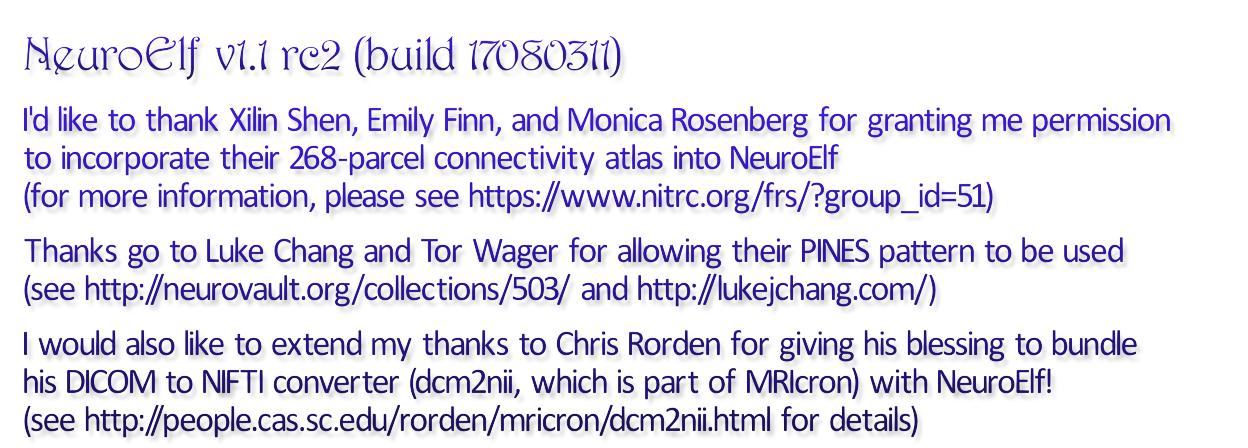 NeuroElf v1.1 rc2 (build 17080311)
I'd like to thank Xilin Shen, Emily Finn, and Monica Rosenberg for granting me permission
to incorporate their 268-parcel connectivity atlas into NeuroElf
(for more information, please see https://www.nitrc.org/frs/?group_id=51)
Thanks go to Luke Chang and Tor Wager for allowing their PINES pattern to be used
(see http://neurovault.org/collections/503/ and http://lukejchang.com/)
I would also like to extend my thanks to Chris Rorden for giving his blessing to bundle
his DICOM to NIFTI converter (dcm2nii, which is part of MRIcron) with NeuroElf!
(see http://people.cas.sc.edu/rorden/mricron/dcm2nii.html for details)